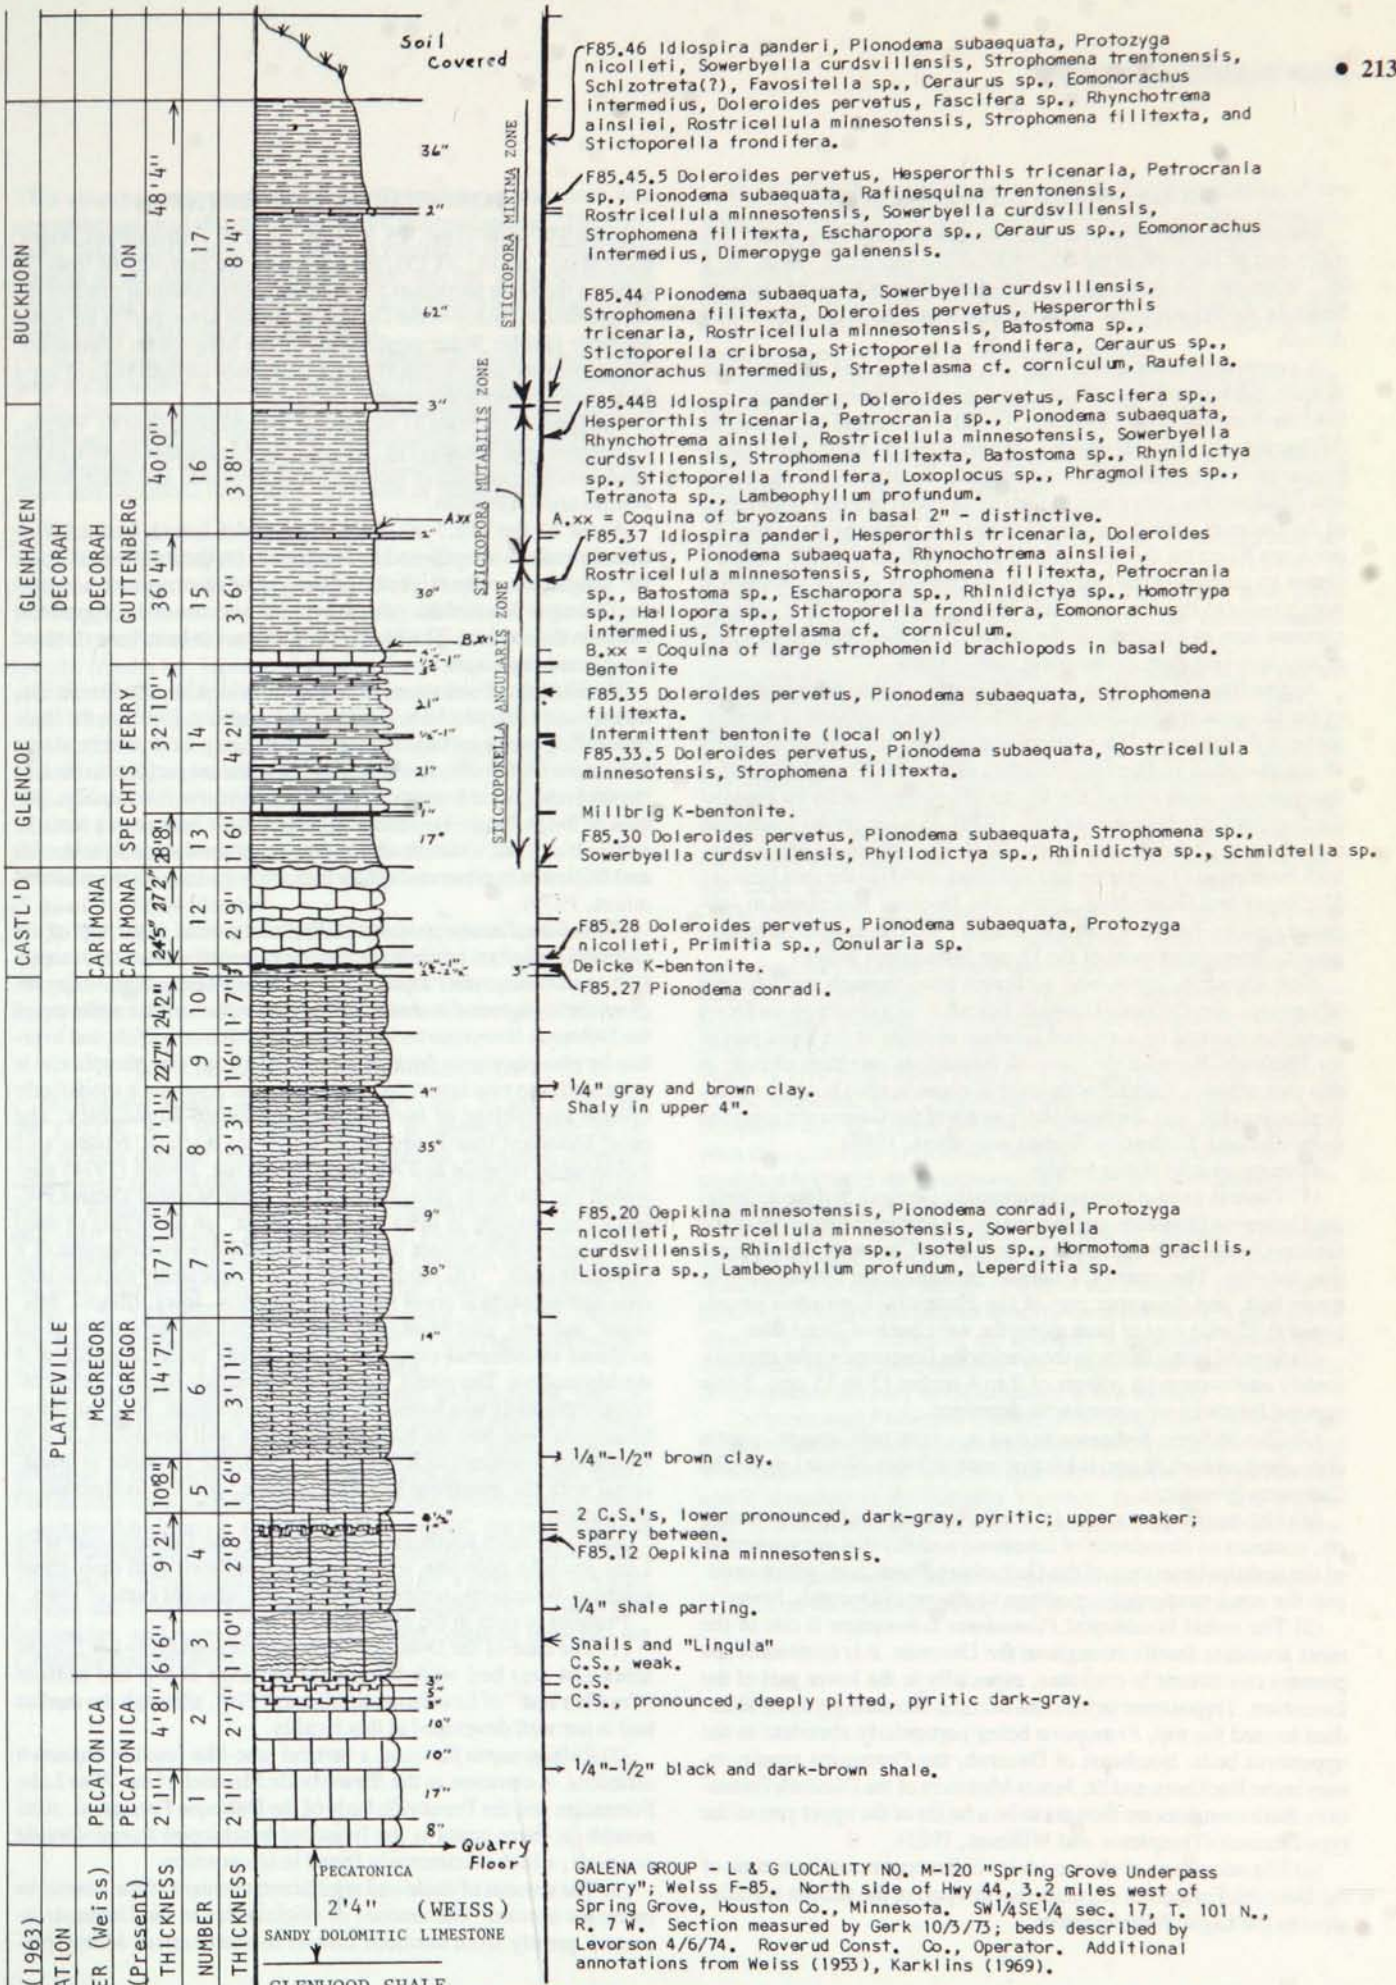 • 213
Soil
Covered
F85.46 Idiospira panderi, Pionodema subaequata, Protozyga
nicolleti, Sowerbyella curdsvillensis, Strophomena trentonensis,
Schizotreta(?), Favositella sp., Ceraurus sp., Eomonorachus
intermedius, Doleroides pervetus, Fascifera sp., Rhynchotrema
ainsliei, Rostricellula minnesotensis, Strophomena filitexta, and
Stictoporella frondifera.
F85.45.5 Doleroides pervetus, Hesperorthis tricenaria, Petrocrania
sp., Pionodema subaequata, Rafinesquina trentonensis,
Rostricellula minnesotensis, Sowerbyella curdsvillensis,
Strophomena filitexta, Escharopora sp., Ceraurus sp., Eomonorachus
intermedius, Dimeropyge galenensis.
F85.44 Pionodema subaequata, Sowerbyella curdsvillensis,
Strophomena filitexta, Doleroides pervetus, Hesperorthis
tricenaria, Rostricellula minnesotensis, Batostoma sp.,
Stictoporella cribrosa, Stictoporella frondifera, Ceraurus sp.,
Eomonorachus intermedius, Streptelasma cf. corniculum, Raufella.
F85.44B Idiospira panderi, Doleroides pervetus, Fascifera sp.,
Hesperorthis tricenaria, Petrocrania sp., Pionodema subaequata,
Rhynchotrema ainsliei, Rostricellula minnesotensis, Sowerbyella
curdsvillensis, Strophomena filitexta, Batostoma sp., Rhynidictya
sp., Stictoporella frondifera, Loxoplocus sp., Phragmolites sp.,
Tetranota sp., Lambeophyllum profundum.
A.xx = Coquina of bryozoans in basal 2" - distinctive.
F85.37 Idiospira panderi, Hesperorthis tricenaria, Doleroides
pervetus, Pionodema subaequata, Rhynochotrema ainsliei,
Rostricellula minnesotensis, Strophomena filitexta, Petrocrania
sp., Batostoma sp., Escharopora sp., Rhinidictya sp., Homotrypa
sp., Hallopora sp., Stictoporella frondifera, Eomonorachus
intermedius, Streptelasma cf. corniculum.
B.xx = Coquina of large strophomenid brachiopods in basal bed.
Bentonite
F85.35 Doleroides pervetus, Pionodema subaequata, Strophomena
filitexta.
Intermittent bentonite (local only)
F85.33.5 Doleroides pervetus, Pionodema subaequata, Rostricellula
minnesotensis, Strophomena filitexta.
Millbrig K-bentonite.
F85.30 Doleroides pervetus, Pionodema subaequata, Strophomena sp.,
Sowerbyella curdsvillensis, Phyllodictya sp., Rhinidictya sp., Schmidtella sp.
F85.28 Doleroides pervetus, Pionodema subaequata, Protozyga
nicolleti, Primitia sp., Conularia sp.
Deicke K-bentonite.
F85.27 Pionodema conradi.
1/4" gray and brown clay.
Shaly in upper 4".
F85.20 Oepikina minnesotensis, Pionodema conradi, Protozyga
nicolleti, Rostricellula minnesotensis, Sowerbyella
curdsvillensis, Rhinidictya sp., Isotelus sp., Hormotoma gracilis,
Liospira sp., Lambeophyllum profundum, Leperditia sp.
1/4"-1/2" brown clay.
2 C.S.'s, lower pronounced, dark-gray, pyritic; upper weaker;
sparry between.
F85.12 Oepikina minnesotensis.
1/4" shale parting.
Snails and "Lingula"
C.S., weak.
C.S.
C.S., pronounced, deeply pitted, pyritic dark-gray.
1/4"-1/2" black and dark-brown shale.
Quarry
Floor
GALENA GROUP - L & G LOCALITY NO. M-120 "Spring Grove Underpass
Quarry"; Weiss F-85. North side of Hwy 44, 3.2 miles west of
Spring Grove, Houston Co., Minnesota. SW1/4SE1/4 sec. 17, T. 101 N.,
R. 7 W. Section measured by Gerk 10/3/73; beds described by
Levorson 4/6/74. Roverud Const. Co., Operator. Additional
annotations from Weiss (1953), Karklins (1969).
PECATONICA
2'4" (WEISS)
SANDY DOLOMITIC LIMESTONE
GLENWOOD SHALE
STICTOPORA MINIMA ZONE
STICTOPORA MUTABILIS ZONE
STICTOPORELLA ANGULARIS ZONE
36"
2"
62"
3"
A.xx
2"
30"
B.xx
21"
21"
17"
3"
4"
35"
9"
30"
14"
1"
3"
5"
3"
10"
10"
17"
8"
(1963)
CASTL'D
GLENCOE
GLENHAVEN
BUCKHORN
PLATTEVILLE
DECORAH
ER (Weiss)
PECATONICA
McGREGOR
CARIMONA
DECORAH
(Present)
PECATONICA
McGREGOR
CARIMONA
SPECHTS FERRY
GUTTENBERG
ION
THICKNESS
2'11"
4'8"
6'6"
9'2"
10'8"
14'7"
17'10"
21'1"
22'7"
24'2"
24'5"
27'2"
28'8"
32'10"
36'4"
40'0"
48'4"
NUMBER
1
2
3
4
5
6
7
8
9
10
11
12
13
14
15
16
17
THICKNESS
2'11"
2'7"
1'10"
2'8"
1'6"
3'11"
3'3"
3'3"
1'6"
1'7"
3"
2'9"
1'6"
4'2"
3'6"
3'8"
8'4"